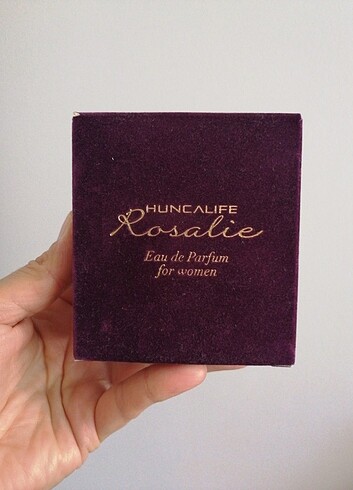 HUNCALIFE
Rosalie
Eau de Parfum
for women